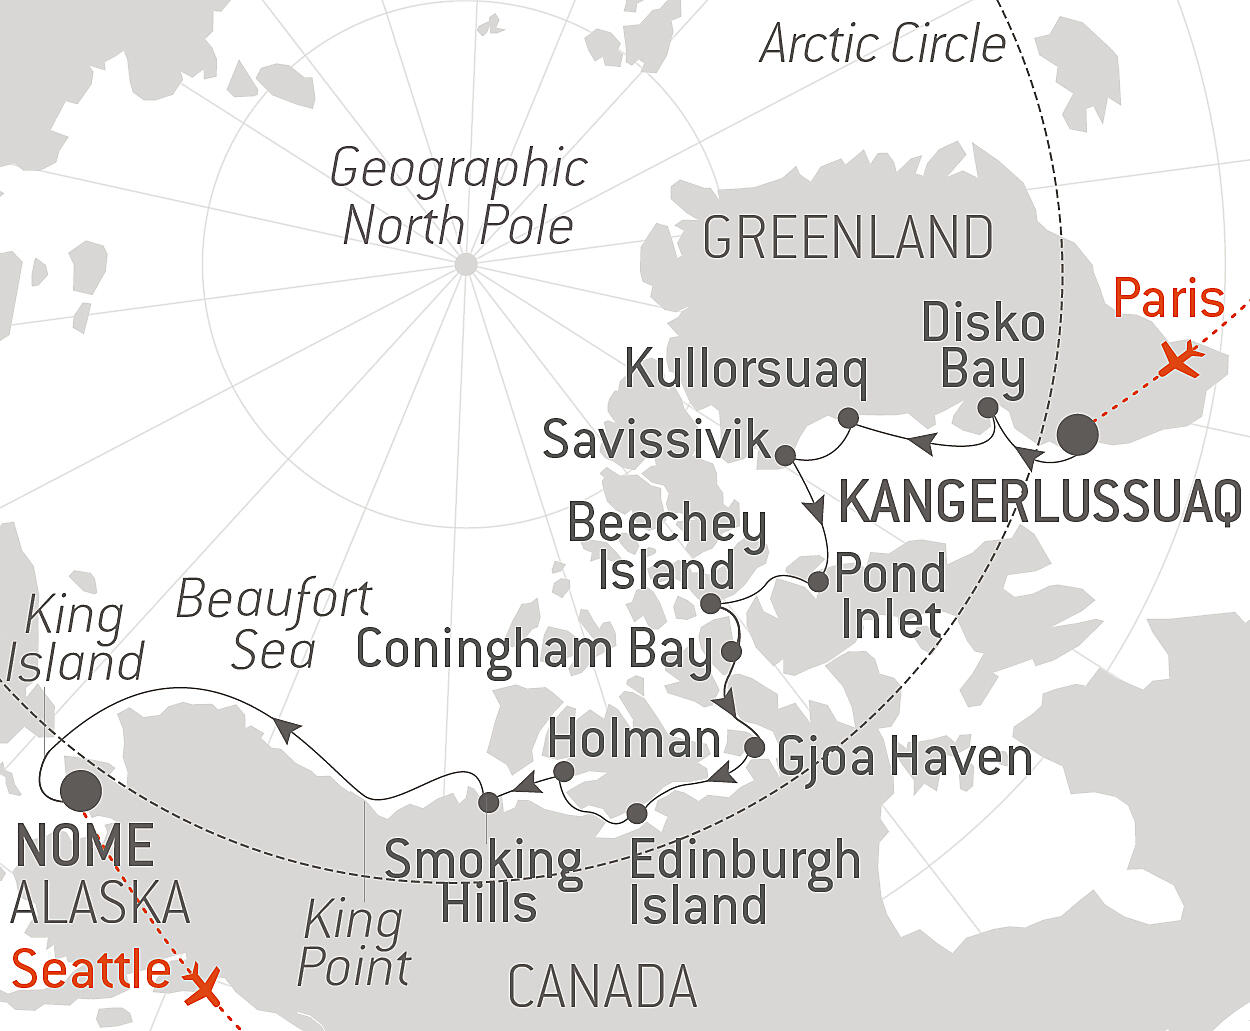 Arctic Circle
Geographic
North Pole
GREENLAND
Paris
Disko
Bay
Kullorsuaq
Savissivik
KANGERLUSSUAQ
Beechey
Island
Pond
Inlet
King
Island
Beaufort
Sea
Coningham Bay
Holman
Gjoa Haven
NOME
ALASKA
Smoking
Hills
Edinburgh
Island
King
Point
Seattle
CANADA